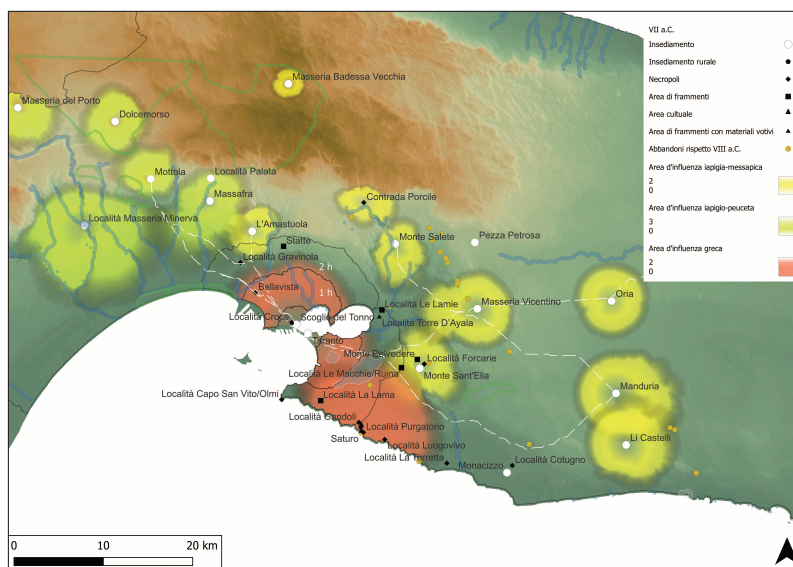 VII a.C.
Insediamento
Insediamento rurale
Necropoli
Area di frammenti
Area cultuale
Area di frammenti con materiali votivi
Abbandoni rispetto VIII a.C.
Area d'influenza iapigia-messapica
2
0
Area d'influenza iapigio-peuceta
3
0
Area d'influenza greca
2
0
Masseria Badessa Vecchia
Masseria del Porto
Dolcemorso
Mottola
Località Palata
Massafra
Contrada Porcile
Località Masseria Minerva
L'Amastuola
Statte
Monte Salete
Pezza Petrosa
Località Gravinola
2 h
Bellavista
1 h
Oria
Località Le Lamie
Masseria Vicentino
Località Croce
Scoglio del Tonno
Località Torre D'Ayala
Taranto
Monte Belvedere
Località Forcarie
Località Le Macchie/Ruina
Monte Sant'Elia
Località Capo San Vito/Olmi
Località La Lama
Manduria
Località Gandoli
Località Purgatorio
Saturo
Località Luogovivo
Li Castelli
Località La Torretta
Monacizzo
Località Cotugno
0
10
20 km